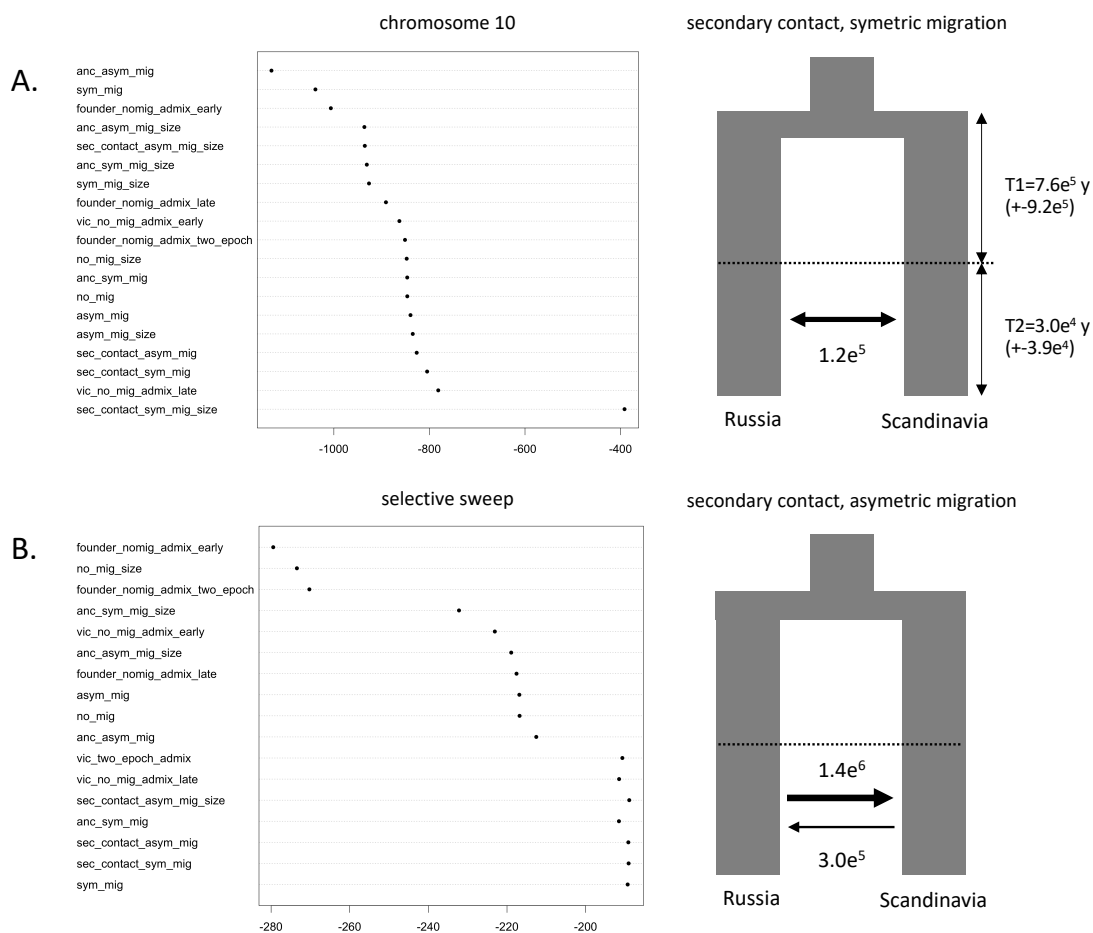 chromosome 10
secondary contact, symetric migration
A.
anc_asym_mig
sym_mig
founder_nomig_admix_early
anc_asym_mig_size
sec_contact_asym_mig_size
anc_sym_mig_size
sym_mig_size
founder_nomig_admix_late
vic_no_mig_admix_early
founder_nomig_admix_two_epoch
no_mig_size
anc_sym_mig
no_mig
asym_mig
asym_mig_size
sec_contact_asym_mig
sec_contact_sym_mig
vic_no_mig_admix_late
sec_contact_sym_mig_size
-1000 -800 -600 -400
T1=7.6e⁵ y
(+-9.2e⁵)
T2=3.0e⁴ y
(+-3.9e⁴)
1.2e⁵
Russia Scandinavia
selective sweep
secondary contact, asymetric migration
B.
founder_nomig_admix_early
no_mig_size
founder_nomig_admix_two_epoch
anc_sym_mig_size
vic_no_mig_admix_early
anc_asym_mig_size
founder_nomig_admix_late
asym_mig
no_mig
anc_asym_mig
vic_two_epoch_admix
vic_no_mig_admix_late
sec_contact_asym_mig_size
anc_sym_mig
sec_contact_asym_mig
sec_contact_sym_mig
sym_mig
-280 -260 -240 -220 -200
1.4e⁶
3.0e⁵
Russia Scandinavia